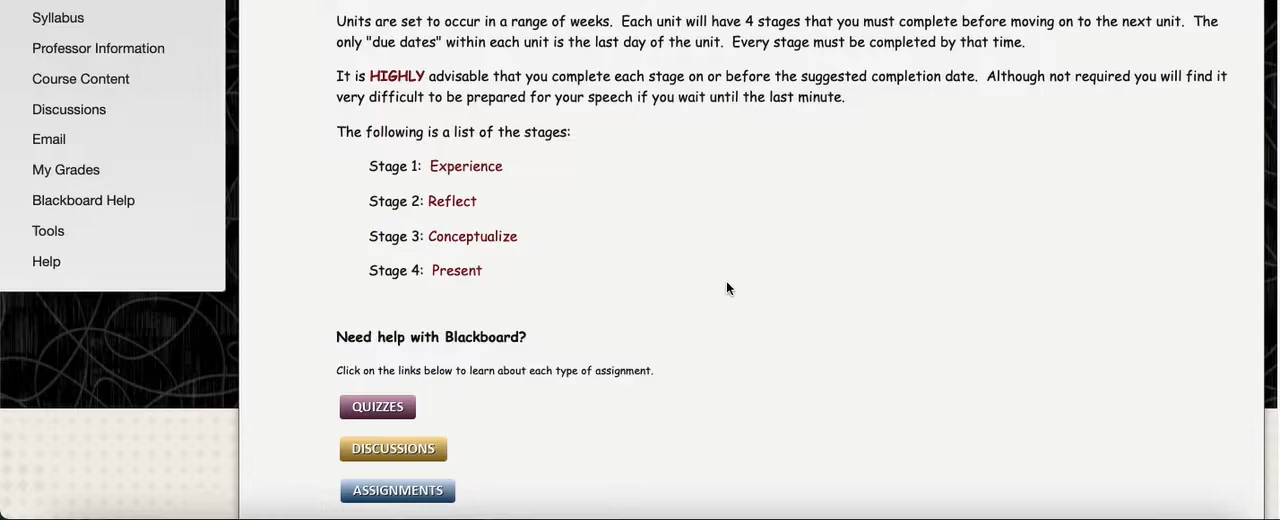 Syllabus
Professor Information
Course Content
Discussions
Email
My Grades
Blackboard Help
Tools
Help
Units are set to occur in a range of weeks.  Each unit will have 4 stages that you must complete before moving on to the next unit.  The
only "due dates" within each unit is the last day of the unit.  Every stage must be completed by that time.
It is HIGHLY advisable that you complete each stage on or before the suggested completion date.  Although not required you will find it
very difficult to be prepared for your speech if you wait until the last minute.
The following is a list of the stages:
Stage 1:  Experience
Stage 2: Reflect
Stage 3: Conceptualize
Stage 4:  Present
Need help with Blackboard?
Click on the links below to learn about each type of assignment.
QUIZZES
DISCUSSIONS
ASSIGNMENTS